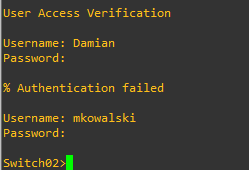 User Access Verification
Username: Damian
Password:
% Authentication failed
Username: mkowalski
Password:
Switch02>